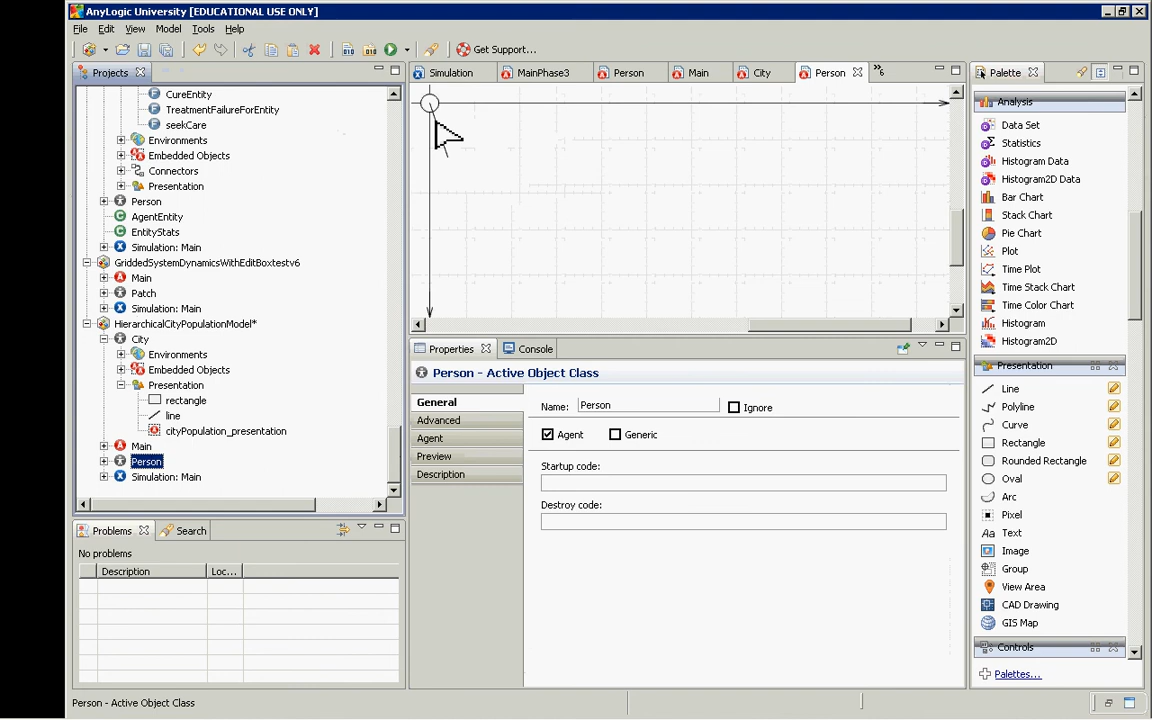 AnyLogic University [EDUCATIONAL USE ONLY]
File Edit View Model Tools Help
Get Support...
Projects
CureEntity
TreatmentFailureForEntity
seekCare
Environments
Embedded Objects
Connectors
Presentation
Person
AgentEntity
EntityStats
Simulation: Main
GriddedSystemDynamicsWithEditBoxtestv6
Main
Patch
Simulation: Main
HierarchicalCityPopulationModel*
City
Environments
Embedded Objects
Presentation
rectangle
line
cityPopulation_presentation
Main
Person
Simulation: Main
Problems Search
No problems
Description Loc...
Simulation MainPhase3 Person Main City Person »6
Properties Console
Person - Active Object Class
General
Advanced
Agent
Preview
Description
Name: Person Ignore
Agent Generic
Startup code:
Destroy code:
Palette
Analysis
Data Set
Statistics
Histogram Data
Histogram2D Data
Bar Chart
Stack Chart
Pie Chart
Plot
Time Plot
Time Stack Chart
Time Color Chart
Histogram
Histogram2D
Presentation
Line
Polyline
Curve
Rectangle
Rounded Rectangle
Oval
Arc
Pixel
Aa Text
Image
Group
View Area
CAD Drawing
GIS Map
Controls
Palettes...
Person - Active Object Class